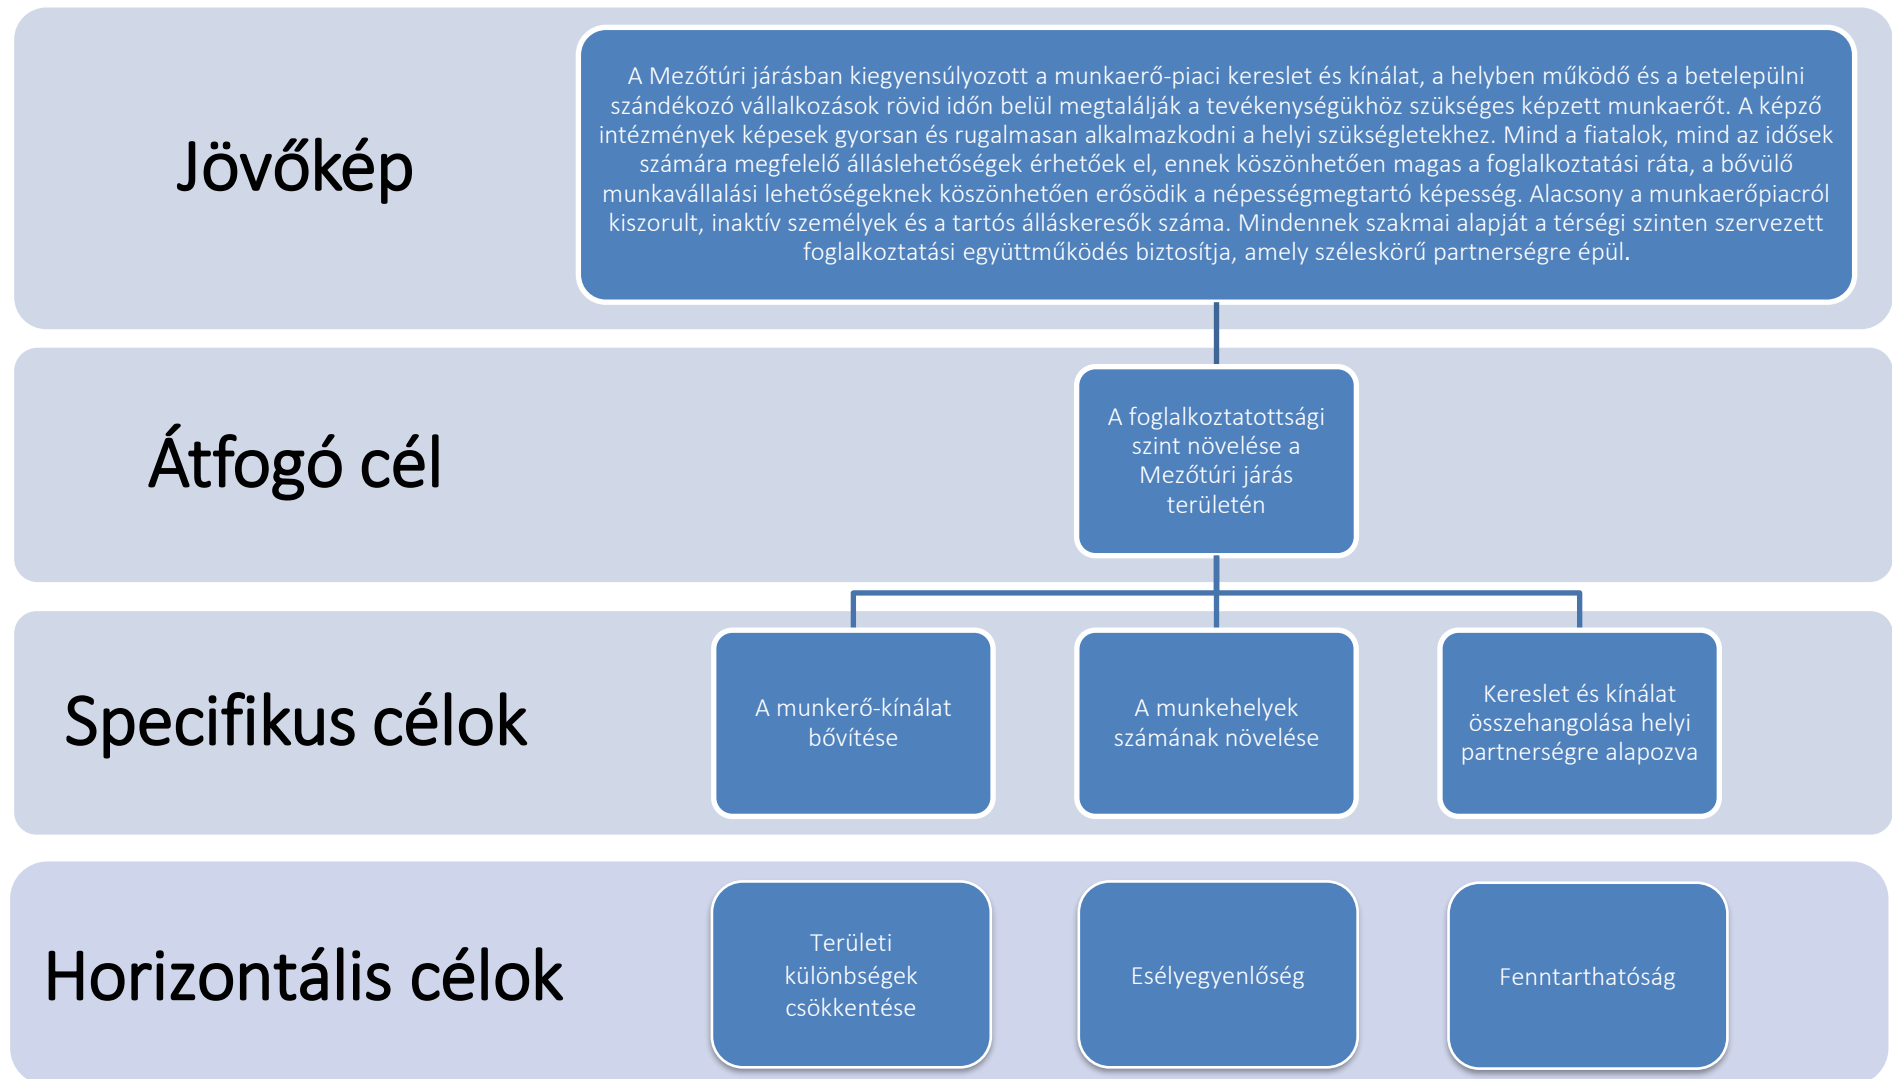 Jövőkép
A Mezőtúri járásban kiegyensúlyozott a munkaerő-piaci kereslet és kínálat, a helyben működő és a betelepülni
szándékozó vállalkozások rövid időn belül megtalálják a tevékenységükhöz szükséges képzett munkaerőt. A képző
intézmények képesek gyorsan és rugalmasan alkalmazkodni a helyi szükségletekhez. Mind a fiatalok, mind az idősek
számára megfelelő álláslehetőségek érhetőek el, ennek köszönhetően magas a foglalkoztatási ráta, a bővülő
munkavállalási lehetőségeknek köszönhetően erősödik a népességmegtartó képesség. Alacsony a munkaerőpiacról
kiszorult, inaktív személyek és a tartós álláskeresők száma. Mindennek szakmai alapját a térségi szinten szervezett
foglalkoztatási együttműködés biztosítja, amely széleskörű partnerségre épül.
Átfogó cél
A foglalkoztatottsági
szint növelése a
Mezőtúri járás
területén
Specifikus célok
A munkerő-kínálat
bővítése
A munkehelyek
számának növelése
Kereslet és kínálat
összehangolása helyi
partnerségre alapozva
Horizontális célok
Területi
különbségek
csökkentése
Esélyegyenlőség
Fenntarthatóság